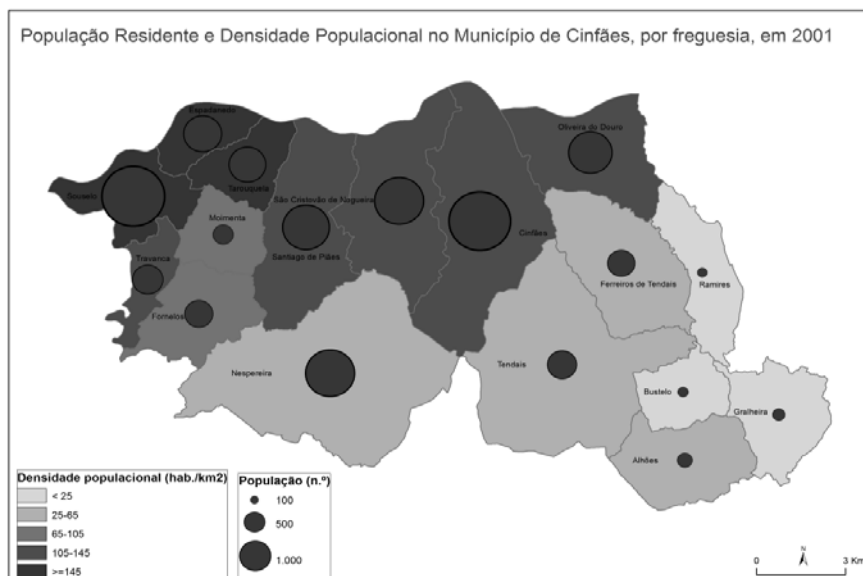 População Residente e Densidade Populacional no Município de Cinfães, por freguesia, em 2001
Espadanedo
Oliveira do Douro
Tarouquela
Souselo
São Cristovão de Nogueira
Moimenta
Cinfães
Santiago de Piães
Travanca
Ferreiros de Tendais
Ramires
Fornelos
Nespereira
Tendais
Bustelo
Gralheira
Alhões
Densidade populacional (hab./km2)
< 25
25-65
65-105
105-145
>=145
População (n.º)
100
500
1.000
N
0 3 Km